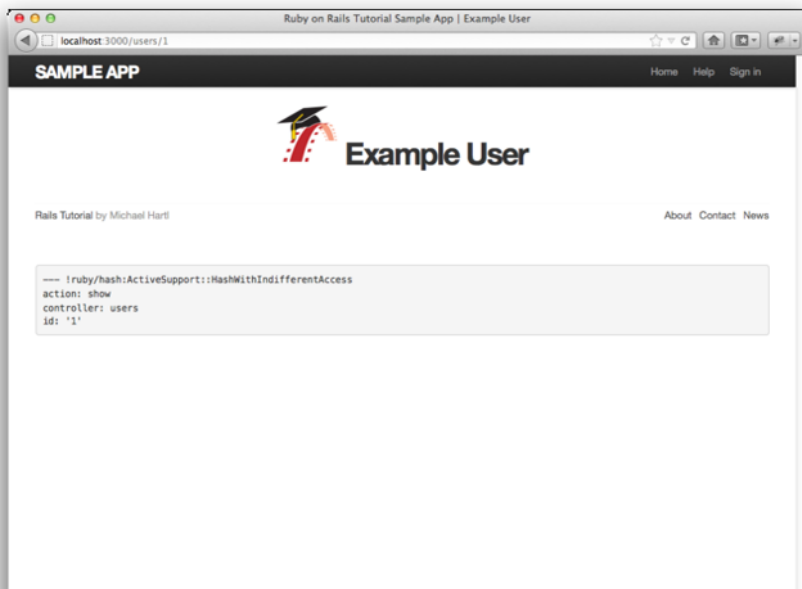 Ruby on Rails Tutorial Sample App | Example User
localhost:3000/users/1
SAMPLE APP
Home Help Sign in
Example User
Rails Tutorial by Michael Hartl
About Contact News
--- !ruby/hash:ActiveSupport::HashWithIndifferentAccess
action: show
controller: users
id: '1'